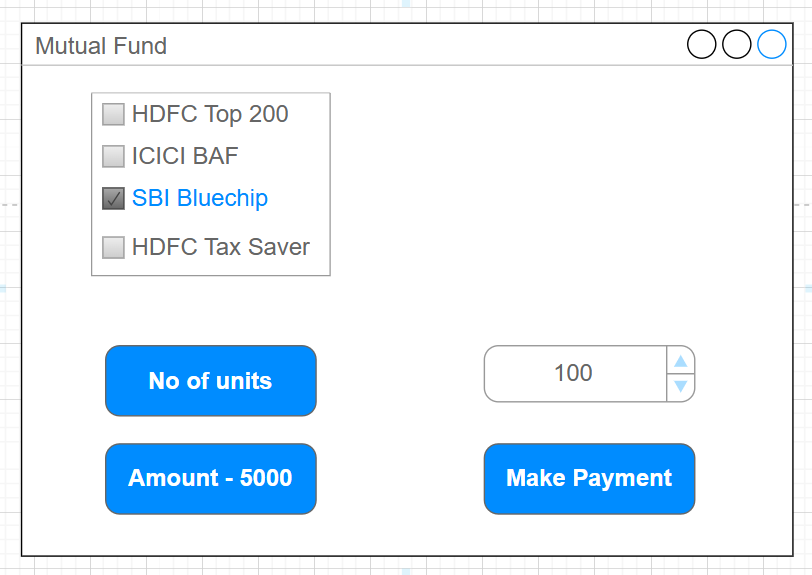 Mutual Fund
HDFC Top 200
ICICI BAF
SBI Bluechip
HDFC Tax Saver
No of units
100
Amount - 5000
Make Payment